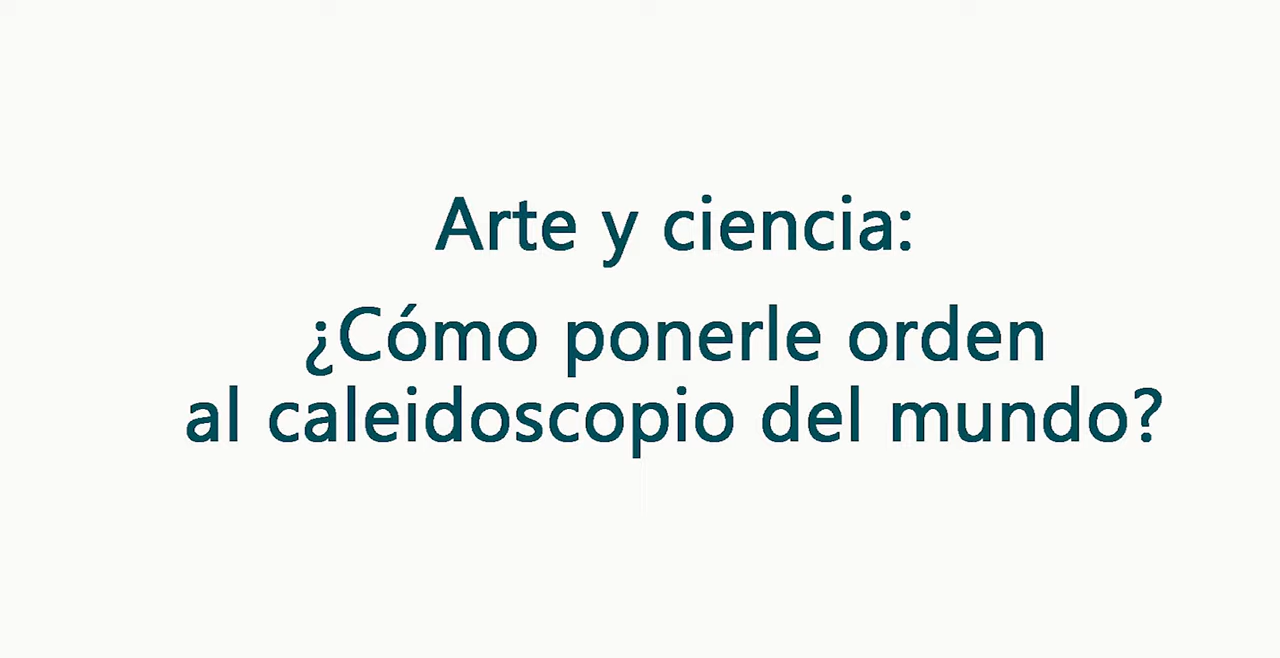 Arte y ciencia:
¿Cómo ponerle orden
al caleidoscopio del mundo?